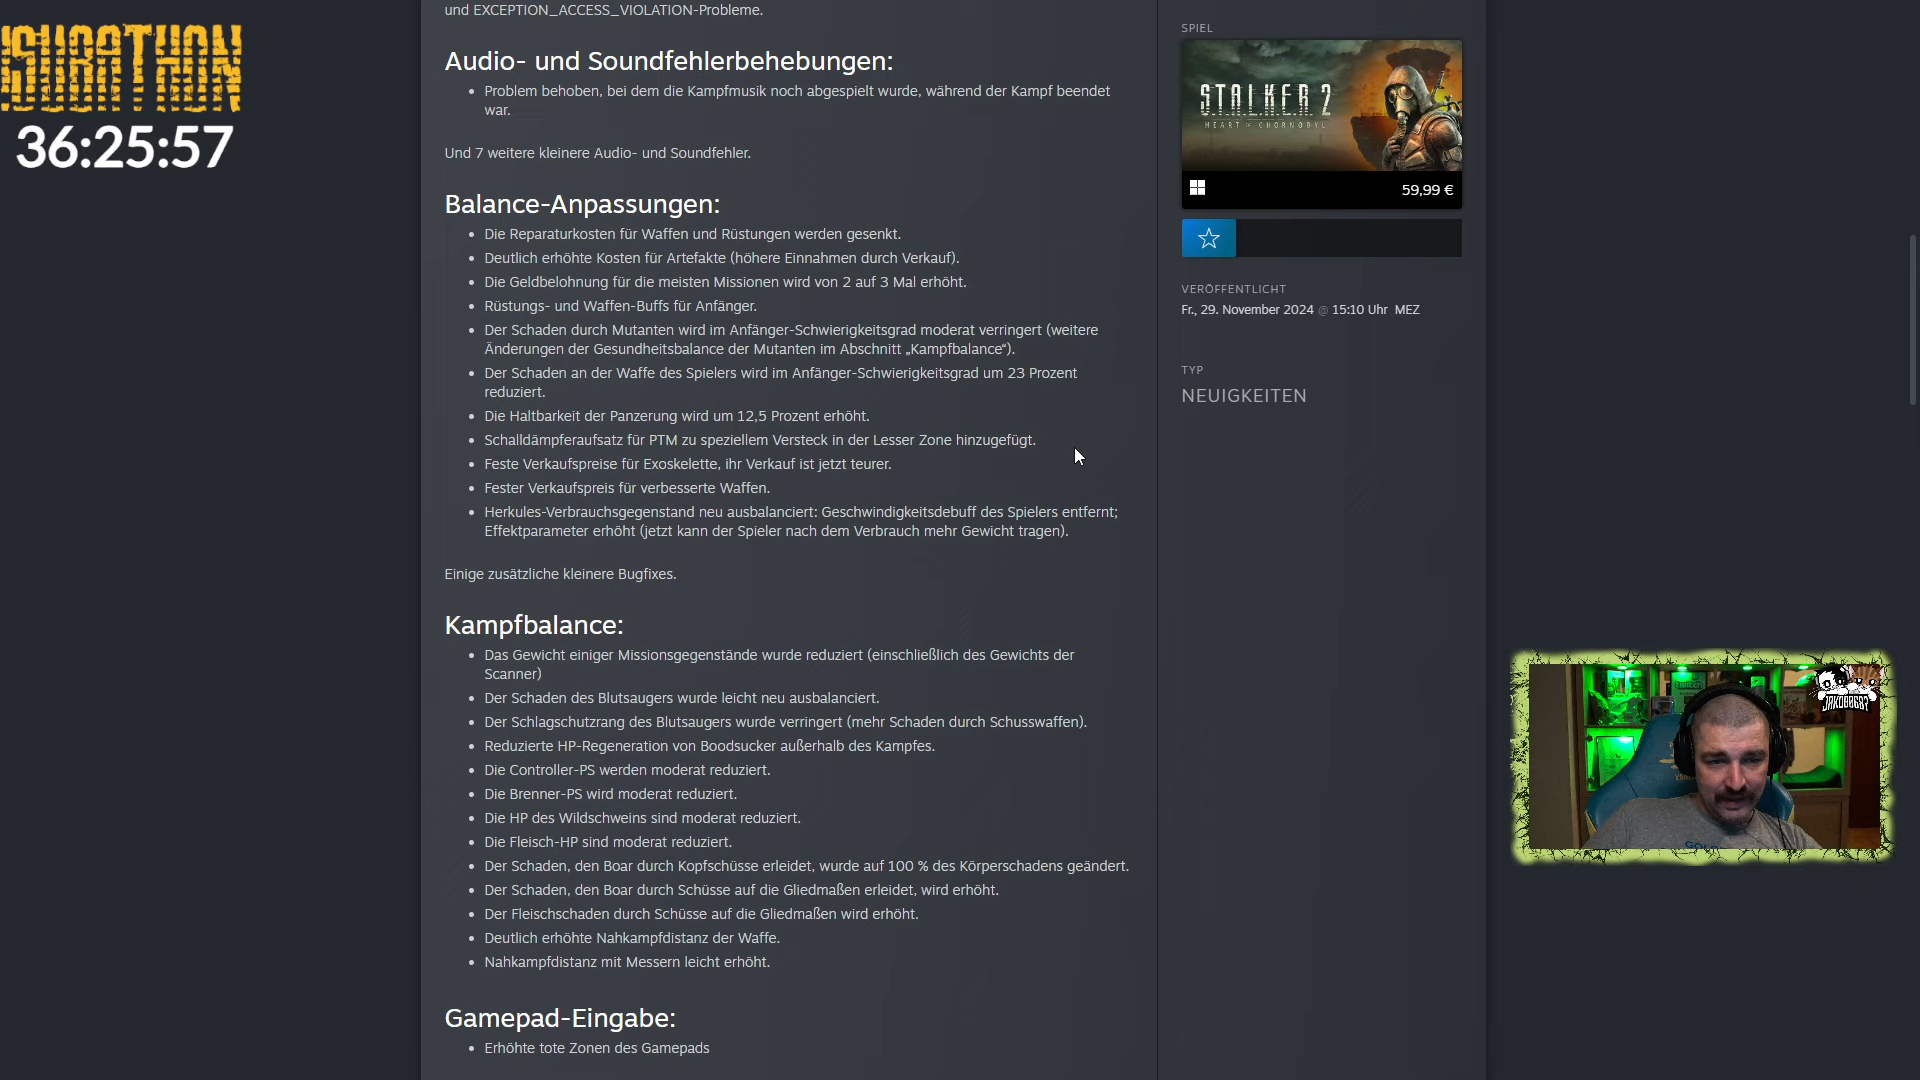 SUBATHON
36:25:57
und EXCEPTION_ACCESS_VIOLATION-Probleme.
Audio- und Soundfehlerbehebungen:
• Problem behoben, bei dem die Kampfmusik noch abgespielt wurde, während der Kampf beendet
war.
Und 7 weitere kleinere Audio- und Soundfehler.
Balance-Anpassungen:
• Die Reparaturkosten für Waffen und Rüstungen werden gesenkt.
• Deutlich erhöhte Kosten für Artefakte (höhere Einnahmen durch Verkauf).
• Die Geldbelohnung für die meisten Missionen wird von 2 auf 3 Mal erhöht.
• Rüstungs- und Waffen-Buffs für Anfänger.
• Der Schaden durch Mutanten wird im Anfänger-Schwierigkeitsgrad moderat verringert (weitere
Änderungen der Gesundheitsbalance der Mutanten im Abschnitt „Kampfbalance“).
• Der Schaden an der Waffe des Spielers wird im Anfänger-Schwierigkeitsgrad um 23 Prozent
reduziert.
• Die Haltbarkeit der Panzerung wird um 12,5 Prozent erhöht.
• Schalldämpferaufsatz für PTM zu speziellem Versteck in der Lesser Zone hinzugefügt.
• Feste Verkaufspreise für Exoskelette, ihr Verkauf ist jetzt teurer.
• Fester Verkaufspreis für verbesserte Waffen.
• Herkules-Verbrauchsgegenstand neu ausbalanciert: Geschwindigkeitsdebuff des Spielers entfernt;
Effektparameter erhöht (jetzt kann der Spieler nach dem Verbrauch mehr Gewicht tragen).
Einige zusätzliche kleinere Bugfixes.
Kampfbalance:
• Das Gewicht einiger Missionsgegenstände wurde reduziert (einschließlich des Gewichts der
Scanner)
• Der Schaden des Blutsaugers wurde leicht neu ausbalanciert.
• Der Schlagschutzrang des Blutsaugers wurde verringert (mehr Schaden durch Schusswaffen).
• Reduzierte HP-Regeneration von Boodsucker außerhalb des Kampfes.
• Die Controller-PS werden moderat reduziert.
• Die Brenner-PS wird moderat reduziert.
• Die HP des Wildschweins sind moderat reduziert.
• Die Fleisch-HP sind moderat reduziert.
• Der Schaden, den Boar durch Kopfschüsse erleidet, wurde auf 100 % des Körperschadens geändert.
• Der Schaden, den Boar durch Schüsse auf die Gliedmaßen erleidet, wird erhöht.
• Der Fleischschaden durch Schüsse auf die Gliedmaßen wird erhöht.
• Deutlich erhöhte Nahkampfdistanz der Waffe.
• Nahkampfdistanz mit Messern leicht erhöht.
Gamepad-Eingabe:
• Erhöhte tote Zonen des Gamepads
SPIEL
S.T.A.L.K.E.R. 2
HEART OF CHORNOBYL
59,99 €
VERÖFFENTLICHT
Fr., 29. November 2024 @ 15:10 Uhr MEZ
TYP
NEUIGKEITEN
JAKOB8687